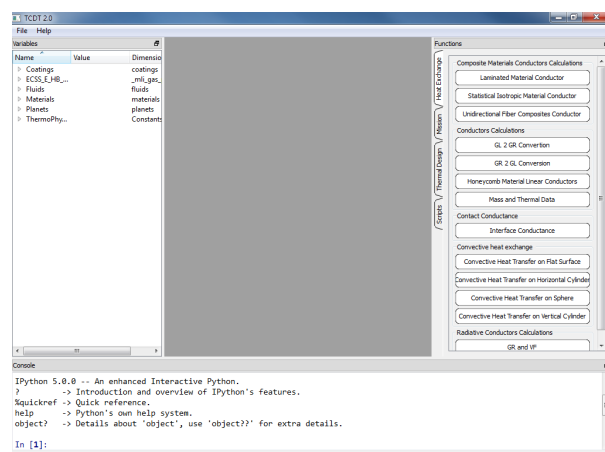 TCDT 2.0
File Help
Variables
Name Value Dimensio
Coatings coatings
ECSS_E_HB_... _mli_gas_
Fluids fluids
Materials materials
Planets planets
ThermoPhy... Constants
Functions
Heat Exchange
Mission
Thermal Design
Scripts
Composite Materials Conductors Calculations
Laminated Material Conductor
Statistical Isotropic Material Conductor
Unidirectional Fiber Composites Conductor
Conductors Calculations
GL 2 GR Convertion
GR 2 GL Conversion
Honeycomb Material Linear Conductors
Mass and Thermal Data
Contact Conductance
Interface Conductance
Convective heat exchange
Convective Heat Transfer on Flat Surface
Convective Heat Transfer on Horizontal Cylinder
Convective Heat Transfer on Sphere
Convective Heat Transfer on Vertical Cylinder
Radiative Conductors Calculations
GR and VF
Console
IPython 5.0.0 -- An enhanced Interactive Python.
? -> Introduction and overview of IPython's features.
%quickref -> Quick reference.
help -> Python's own help system.
object? -> Details about 'object', use 'object??' for extra details.
In [1]: